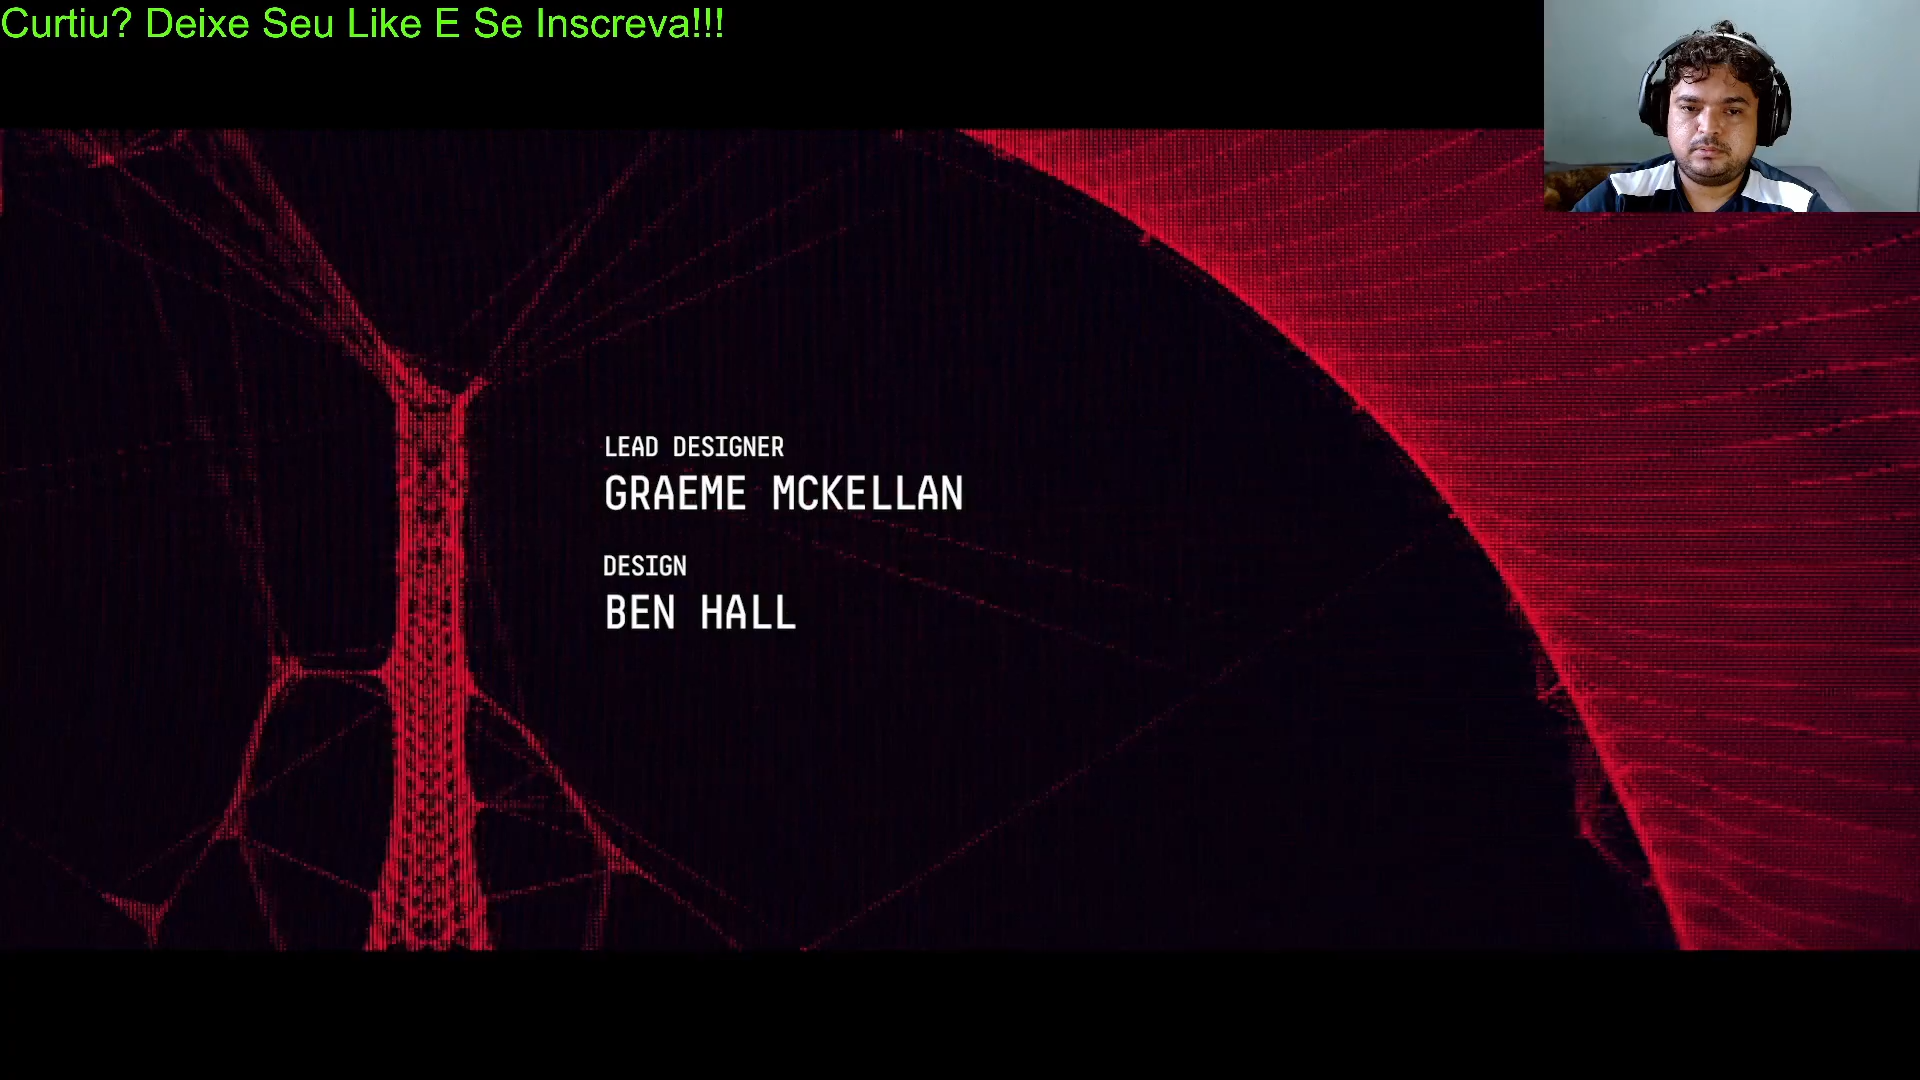 Curtiu? Deixe Seu Like E Se Inscreva!!!
LEAD DESIGNER
GRAEME MCKELLAN
DESIGN
BEN HALL